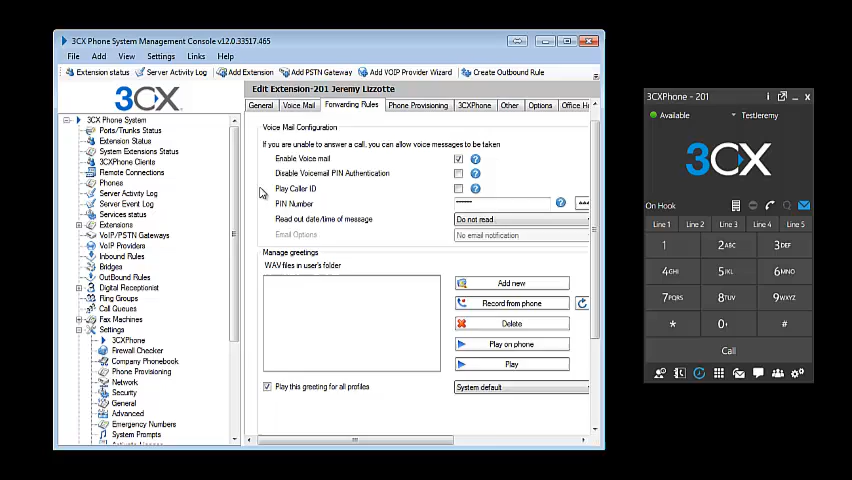 3CX Phone System Management Console v12.0.33517.465
File Add View Settings Links Help
Extension status Server Activity Log Add Extension Add PSTN Gateway Add VOIP Provider Wizard Create Outbound Rule
3CX
3CX Phone System
Ports/Trunks Status
Extension Status
System Extensions Status
3CXPhone Clients
Remote Connections
Phones
Server Activity Log
Server Event Log
Services status
Extensions
VoIP/PSTN Gateways
VoIP Providers
Inbound Rules
Bridges
OutBound Rules
Digital Receptionist
Ring Groups
Call Queues
Fax Machines
Settings
3CXPhone
Firewall Checker
Company Phonebook
Phone Provisioning
Network
Security
General
Advanced
Emergency Numbers
System Prompts
Edit Extension-201 Jeremy Lizzotte
General Voice Mail Forwarding Rules Phone Provisioning 3CXPhone Other Options Office H
Voice Mail Configuration
If you are unable to answer a call, you can allow voice messages to be taken
Enable Voice mail
Disable Voicemail PIN Authentication
Play Caller ID
PIN Number
Read out date/time of message Do not read
Email Options No email notification
Manage greetings
WAV files in user's folder
Add new
Record from phone
Delete
Play on phone
Play
Play this greeting for all profiles System default
3CXPhone - 201
Available TestJeremy
3CX
On Hook
Line 1 Line 2 Line 3 Line 4 Line 5
1 2ABC 3DEF
4GHI 5JKL 6MNO
7PQRS 8TUV 9WXYZ
* 0+ #
Call